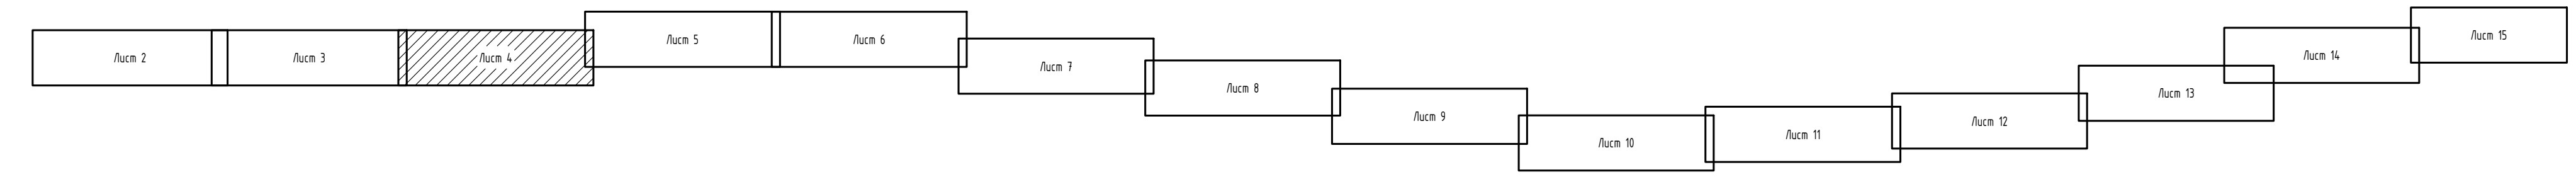 Лист 2
Лист 3
Лист 4
Лист 5
Лист 6
Лист 7
Лист 8
Лист 9
Лист 10
Лист 11
Лист 12
Лист 13
Лист 14
Лист 15